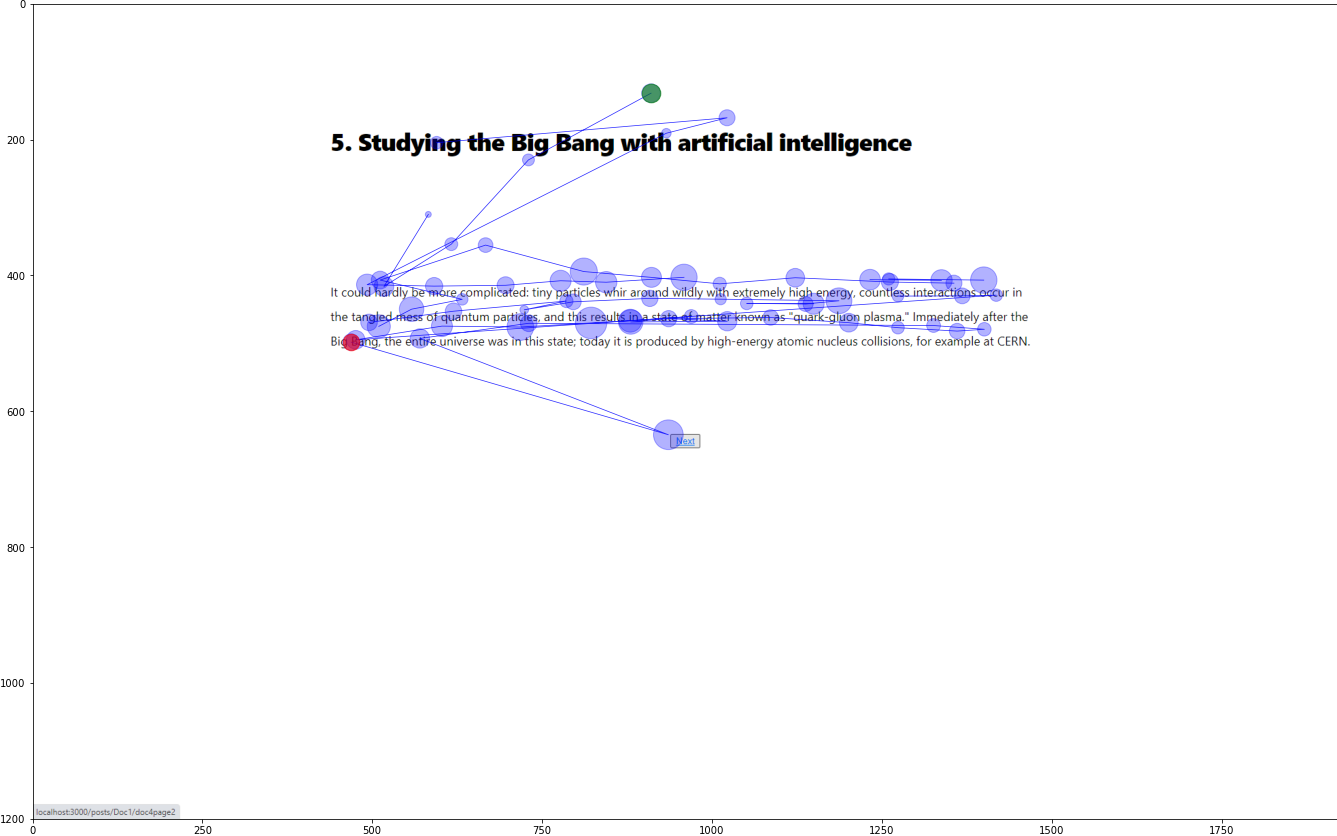 0
200
5. Studying the Big Bang with artificial intelligence
400
It could hardly be more complicated: tiny particles whir around wildly with extremely high energy, countless interactions occur in
the tangled mess of quantum particles, and this results in a state of matter known as "quark-gluon plasma." Immediately after the
Big Bang, the entire universe was in this state; today it is produced by high-energy atomic nucleus collisions, for example at CERN.
600
Next
800
1000
localhost:3000/posts/Doc1/doc4page2
1200
0 250 500 750 1000 1250 1500 1750